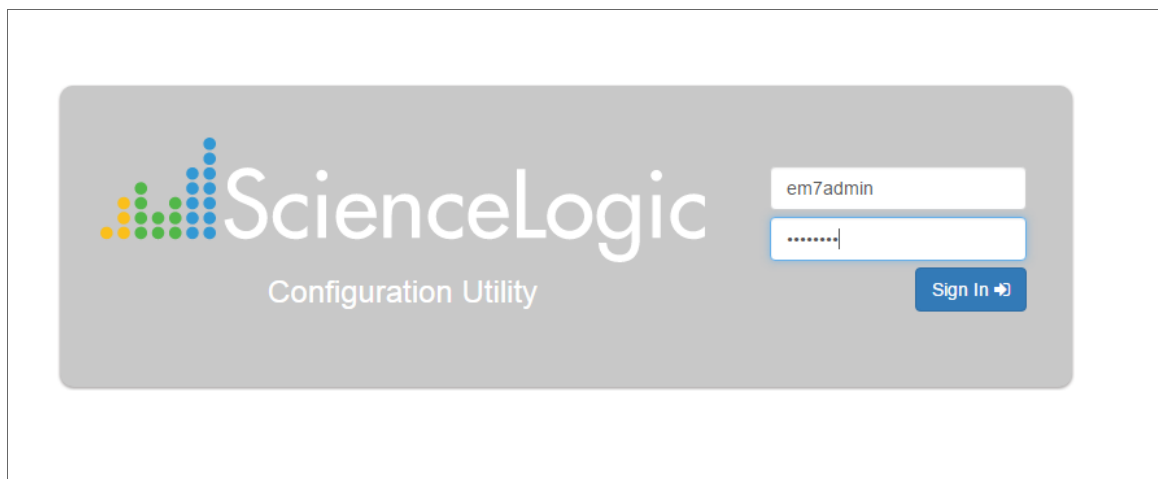 ScienceLogic
Configuration Utility
em7admin
••••••••
Sign In